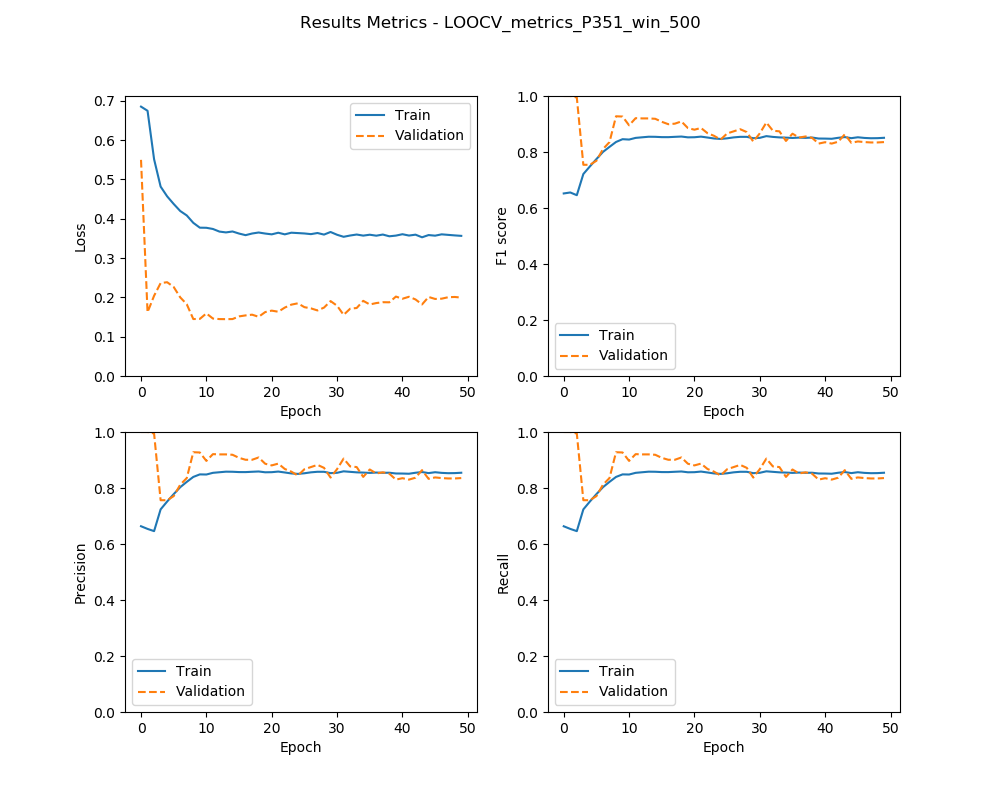 Results Metrics - LOOCV_metrics_P351_win_500
0.7
0.6
0.5
0.4
0.3
0.2
0.1
0.0
Loss
Train
Validation
0 10 20 30 40 50
Epoch
1.0
0.8
0.6
0.4
0.2
0.0
F1 score
Train
Validation
0 10 20 30 40 50
Epoch
1.0
0.8
0.6
0.4
0.2
0.0
Precision
Train
Validation
0 10 20 30 40 50
Epoch
1.0
0.8
0.6
0.4
0.2
0.0
Recall
Train
Validation
0 10 20 30 40 50
Epoch